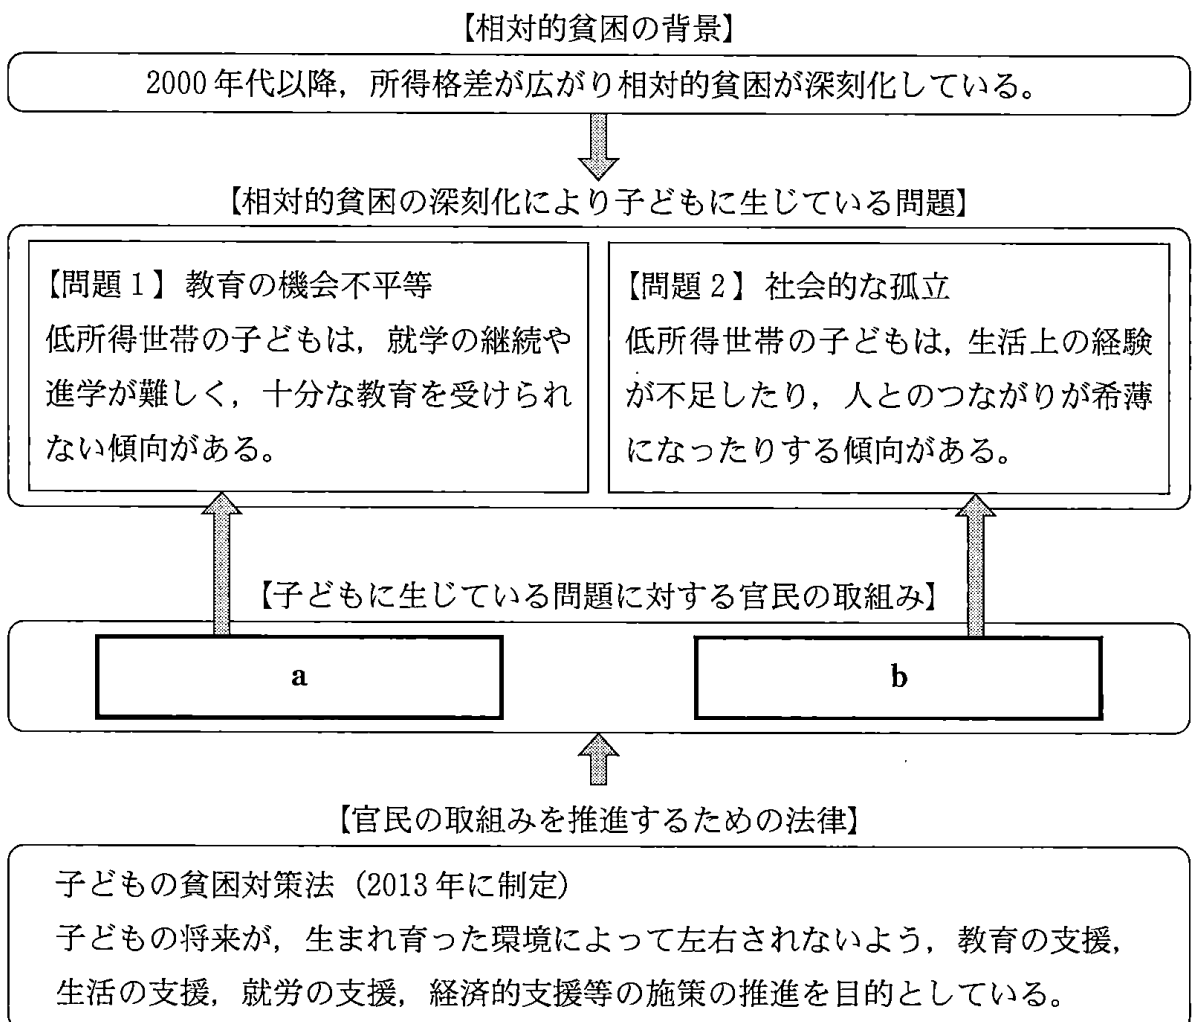 【相対的貧困の背景】
2000年代以降，所得格差が広がり相対的貧困が深刻化している。
【相対的貧困の深刻化により子どもに生じている問題】
【問題1】教育の機会不平等
低所得世帯の子どもは，就学の継続や
進学が難しく，十分な教育を受けられ
ない傾向がある。
【問題2】社会的な孤立
低所得世帯の子どもは，生活上の経験
が不足したり，人とのつながりが希薄
になったりする傾向がある。
【子どもに生じている問題に対する官民の取組み】
a
b
【官民の取組みを推進するための法律】
子どもの貧困対策法（2013年に制定）
子どもの将来が，生まれ育った環境によって左右されないよう，教育の支援，
生活の支援，就労の支援，経済的支援等の施策の推進を目的としている。